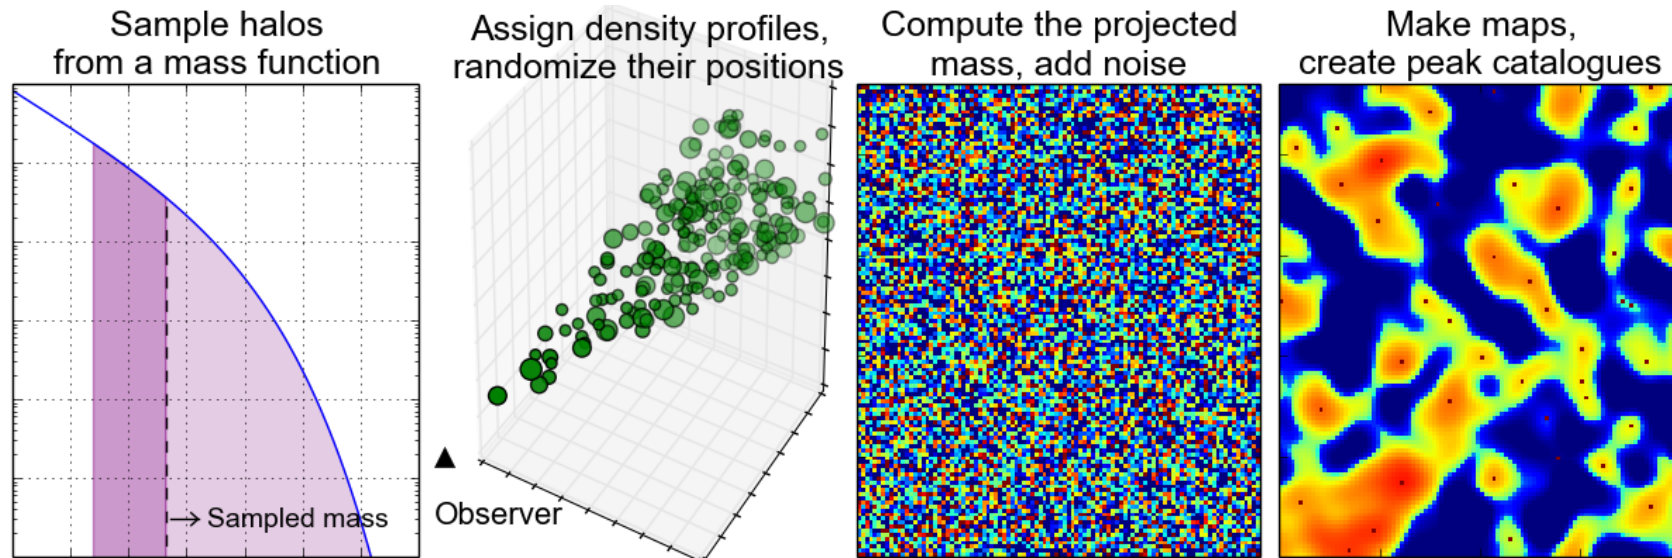 Sample halos
from a mass function
Assign density profiles,
randomize their positions
Compute the projected
mass, add noise
Make maps,
create peak catalogues
Sampled mass
Observer